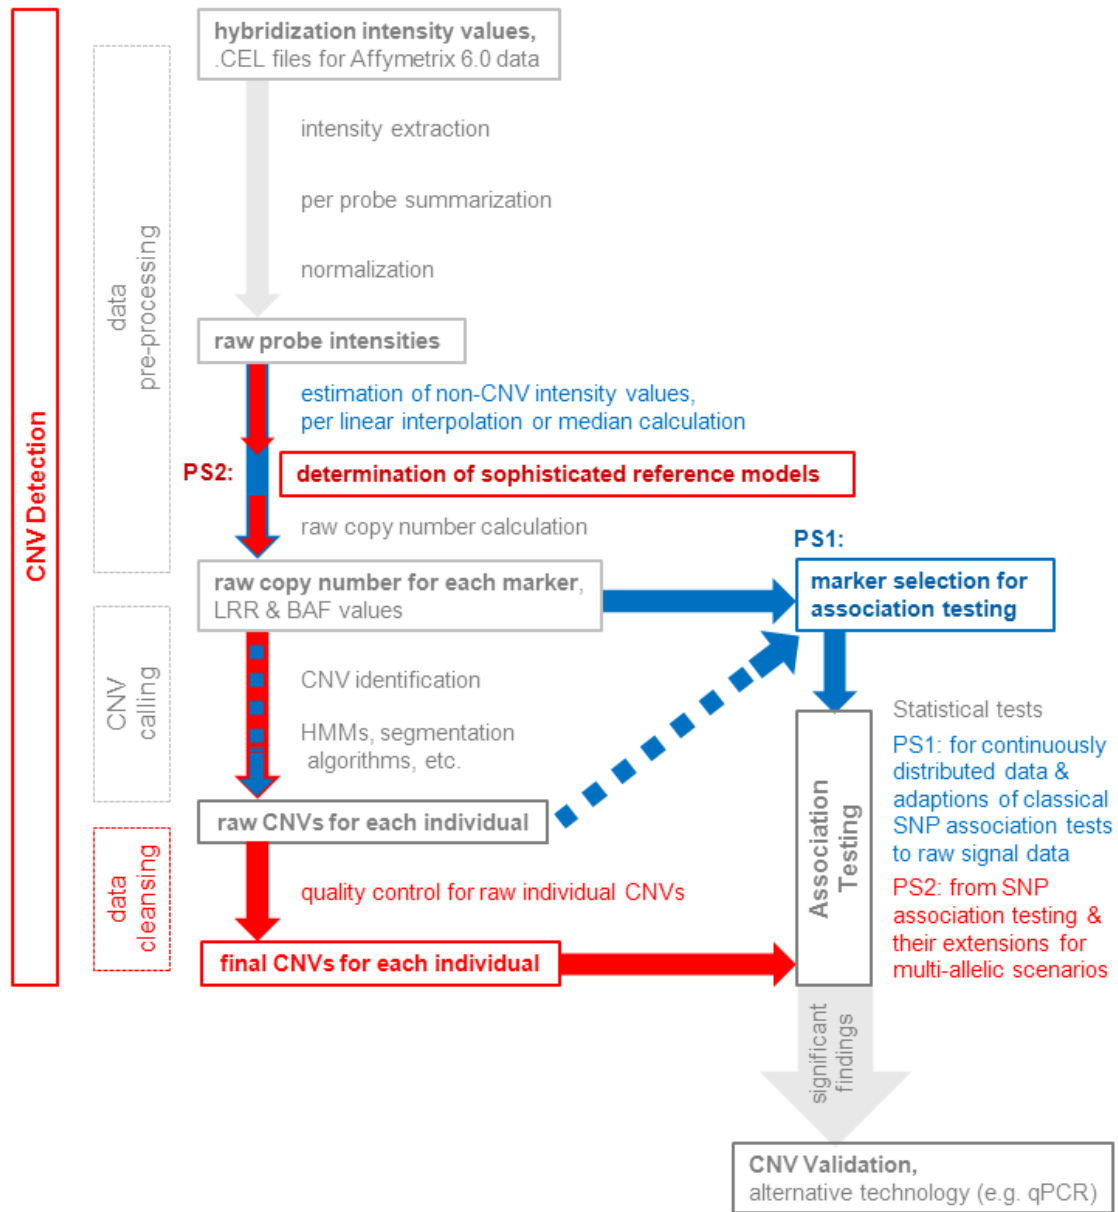 hybridization intensity values,
.CEL files for Affymetrix 6.0 data
intensity extraction
per probe summarization
normalization
data
pre-processing
CNV Detection
raw probe intensities
estimation of non-CNV intensity values,
per linear interpolation or median calculation
PS2:
determination of sophisticated reference models
raw copy number calculation
raw copy number for each marker,
LRR & BAF values
PS1:
marker selection for
association testing
CNV
calling
CNV identification
HMMs, segmentation
algorithms, etc.
raw CNVs for each individual
data
cleansing
quality control for raw individual CNVs
final CNVs for each individual
Association
Testing
Statistical tests
PS1: for continuously
distributed data &
adaptions of classical
SNP association tests
to raw signal data
PS2: from SNP
association testing &
their extensions for
multi-allelic scenarios
significant
findings
CNV Validation,
alternative technology (e.g. qPCR)